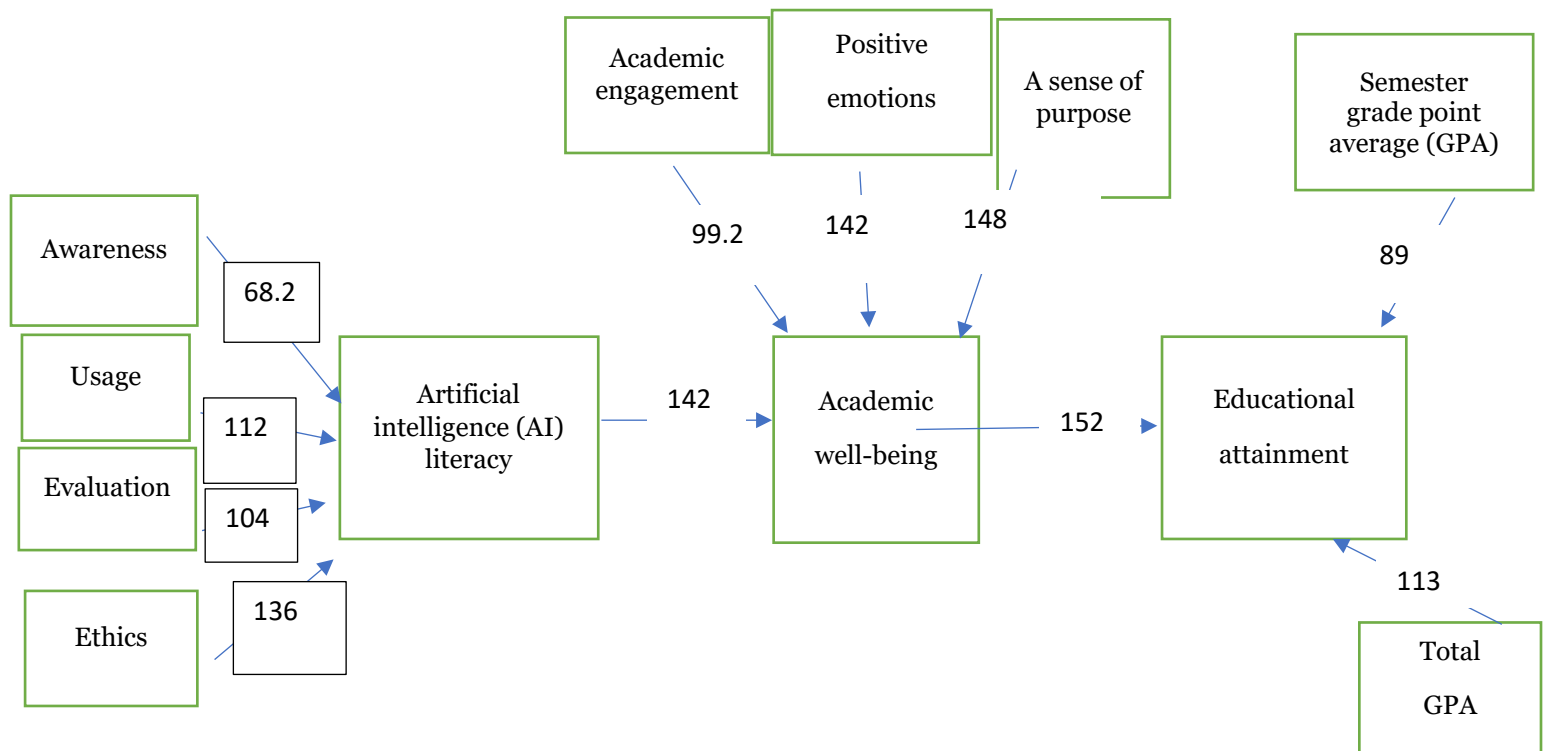 Academic
engagement
Positive
emotions
A sense of
purpose
Semester
grade point
average (GPA)
99.2
142
148
89
Awareness
68.2
Usage
112
Evaluation
104
Ethics
136
Artificial
intelligence (AI)
literacy
142
Academic
well-being
152
Educational
attainment
113
Total
GPA